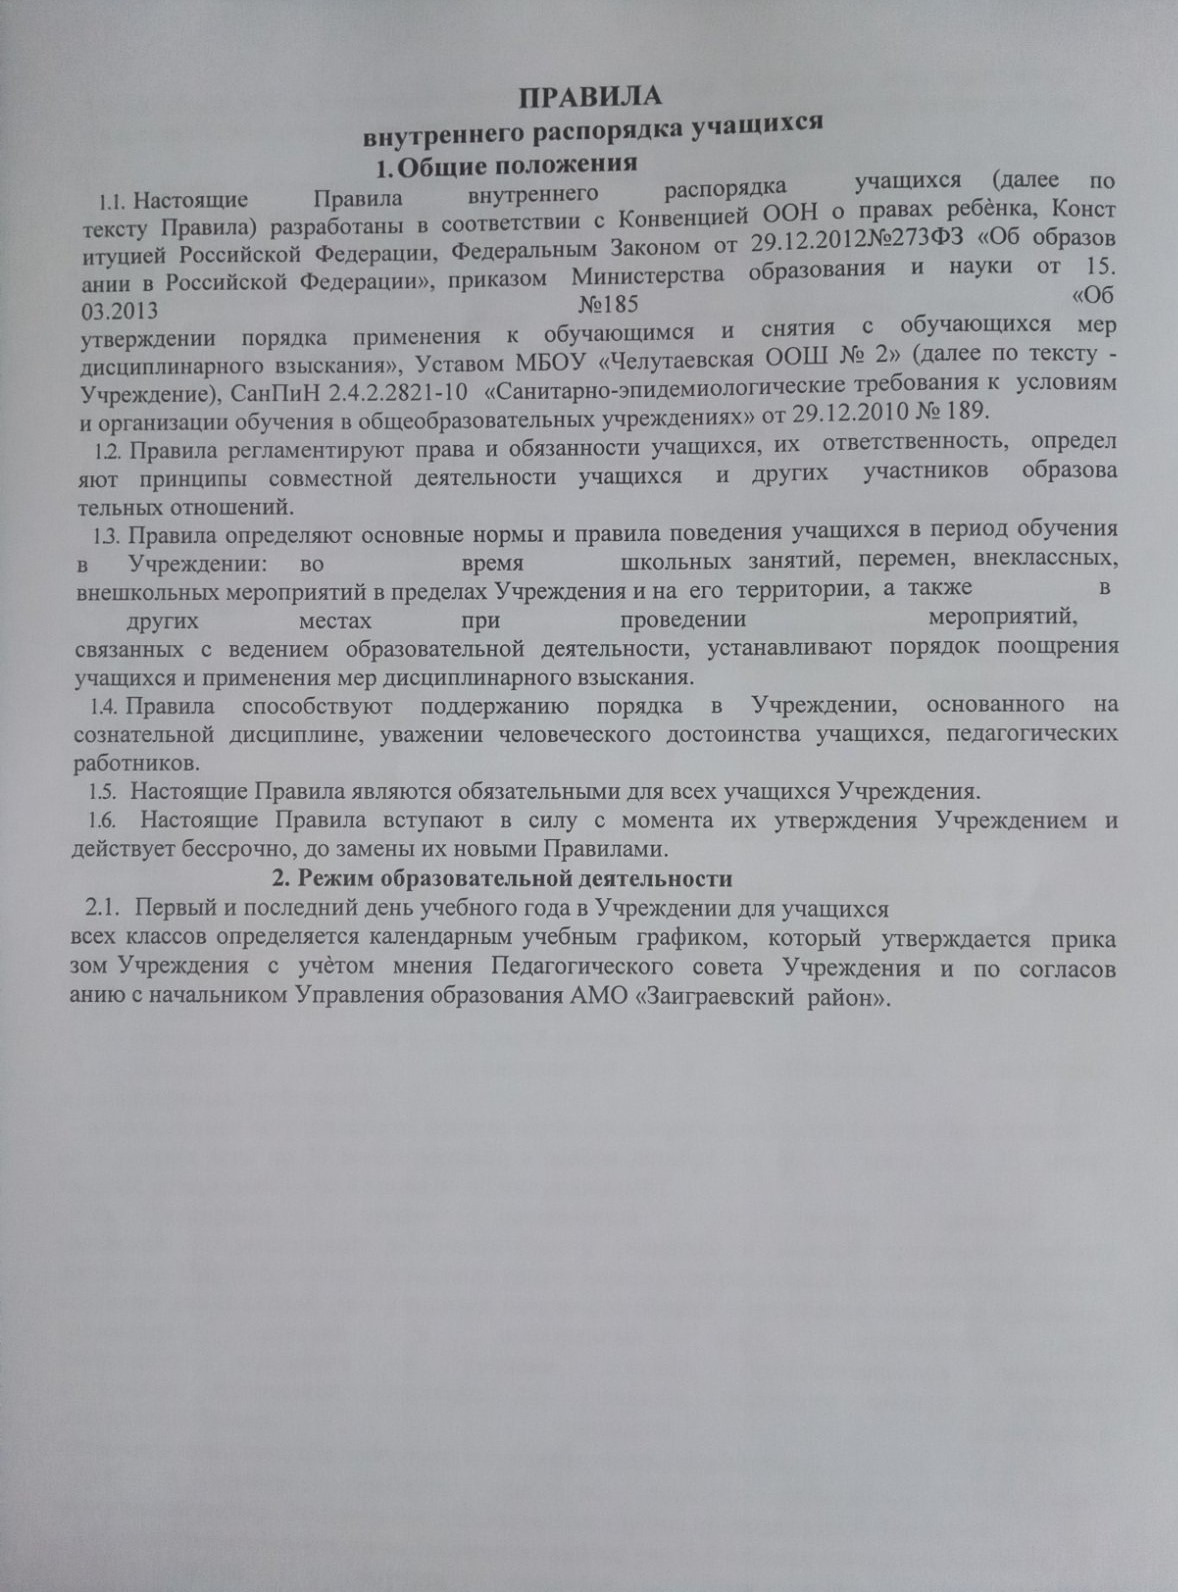 ПРАВИЛА
внутреннего распорядка учащихся
1. Общие положения
1.1. Настоящие Правила внутреннего распорядка учащихся (далее по
тексту Правила) разработаны в соответствии с Конвенцией ООН о правах ребѐнка, Конст
итуцией Российской Федерации, Федеральным Законом от 29.12.2012№273ФЗ «Об образов
ании в Российской Федерации», приказом Министерства образования и науки от 15.
03.2013 №185 «Об
утверждении порядка применения к обучающимся и снятия с обучающихся мер
дисциплинарного взыскания», Уставом МБОУ «Челутаевская ООШ № 2» (далее по тексту -
Учреждение), СанПиН 2.4.2.2821-10 «Санитарно-эпидемиологические требования к условиям
и организации обучения в общеобразовательных учреждениях» от 29.12.2010 № 189.
1.2. Правила регламентируют права и обязанности учащихся, их ответственность, определ
яют принципы совместной деятельности учащихся и других участников образова
тельных отношений.
1.3. Правила определяют основные нормы и правила поведения учащихся в период обучения
в Учреждении: во время школьных занятий, перемен, внеклассных,
внешкольных мероприятий в пределах Учреждения и на его территории, а также в
других местах при проведении мероприятий,
связанных с ведением образовательной деятельности, устанавливают порядок поощрения
учащихся и применения мер дисциплинарного взыскания.
1.4. Правила способствуют поддержанию порядка в Учреждении, основанного на
сознательной дисциплине, уважении человеческого достоинства учащихся, педагогических
работников.
1.5. Настоящие Правила являются обязательными для всех учащихся Учреждения.
1.6. Настоящие Правила вступают в силу с момента их утверждения Учреждением и
действует бессрочно, до замены их новыми Правилами.
2. Режим образовательной деятельности
2.1. Первый и последний день учебного года в Учреждении для учащихся
всех классов определяется календарным учебным графиком, который утверждается прика
зом Учреждения с учѐтом мнения Педагогического совета Учреждения и по согласов
анию с начальником Управления образования АМО «Заиграевский район».